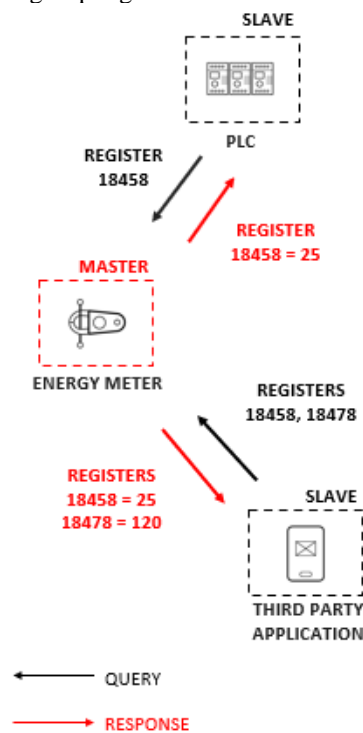 SLAVE
PLC
REGISTER
18458
REGISTER
18458 = 25
MASTER
ENERGY METER
REGISTERS
18458, 18478
REGISTERS
18458 = 25
18478 = 120
SLAVE
THIRD PARTY
APPLICATION
QUERY
RESPONSE